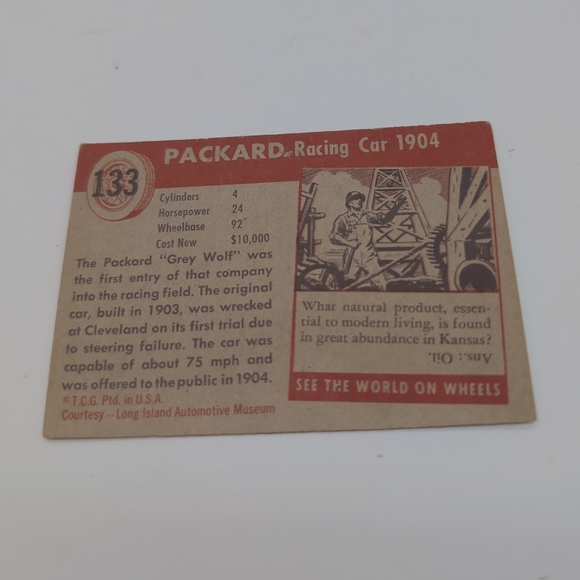 133
PACKARD Racing Car 1904
Cylinders 4
Horsepower 24
Wheelbase 92"
Cost New $10,000
The Packard "Grey Wolf" was
the first entry of that company
into the racing field. The original
car, built in 1903, was wrecked
at Cleveland on its first trial due
to steering failure. The car was
capable of about 75 mph and
was offered to the public in 1904.
© T.C.G. Ptd. in U.S.A.
Courtesy — Long Island Automotive Museum
What natural product, essen-
tial to modern living, is found
in great abundance in Kansas?
Ans.: Oil.
SEE THE WORLD ON WHEELS